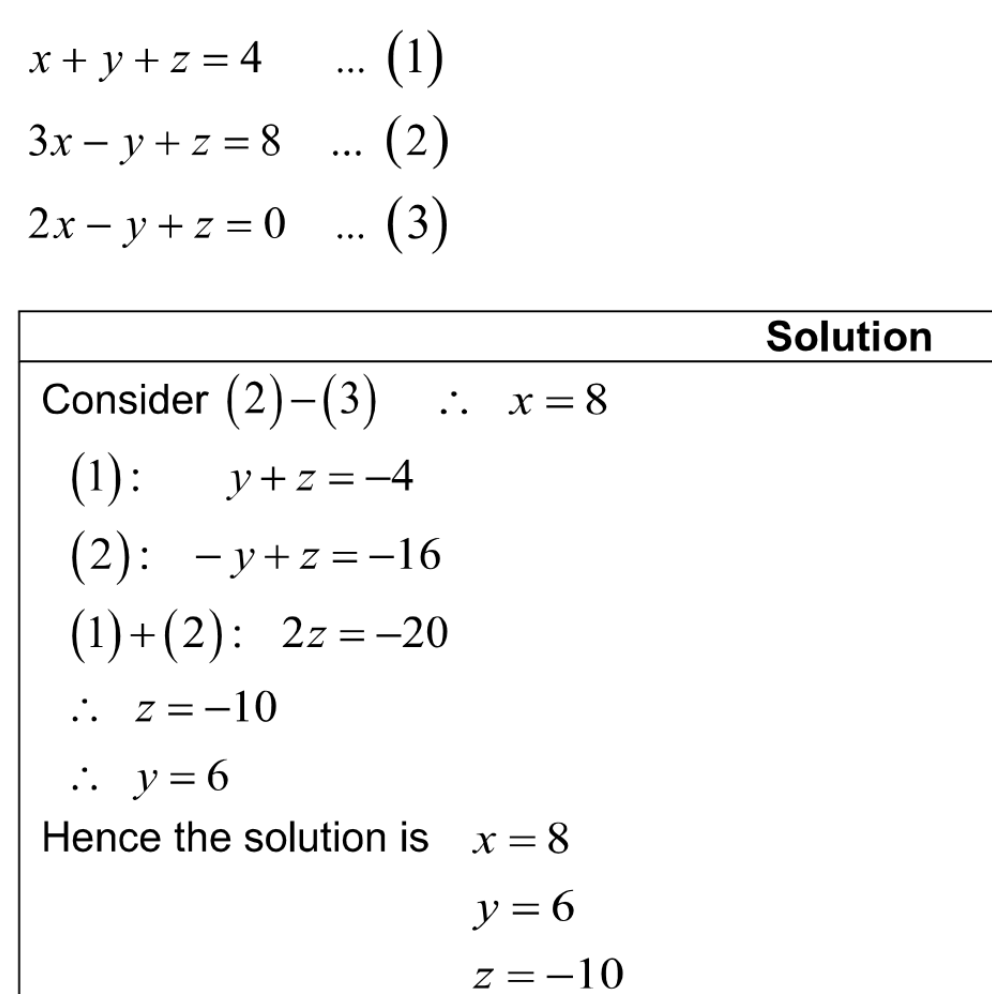 x + y + z = 4 ... (1)
3x − y + z = 8 ... (2)
2x − y + z = 0 ... (3)
Solution
Consider (2)−(3) ∴ x = 8
(1): y + z = −4
(2): − y + z = −16
(1)+(2): 2z = −20
∴ z = −10
∴ y = 6
Hence the solution is x = 8
y = 6
z = −10